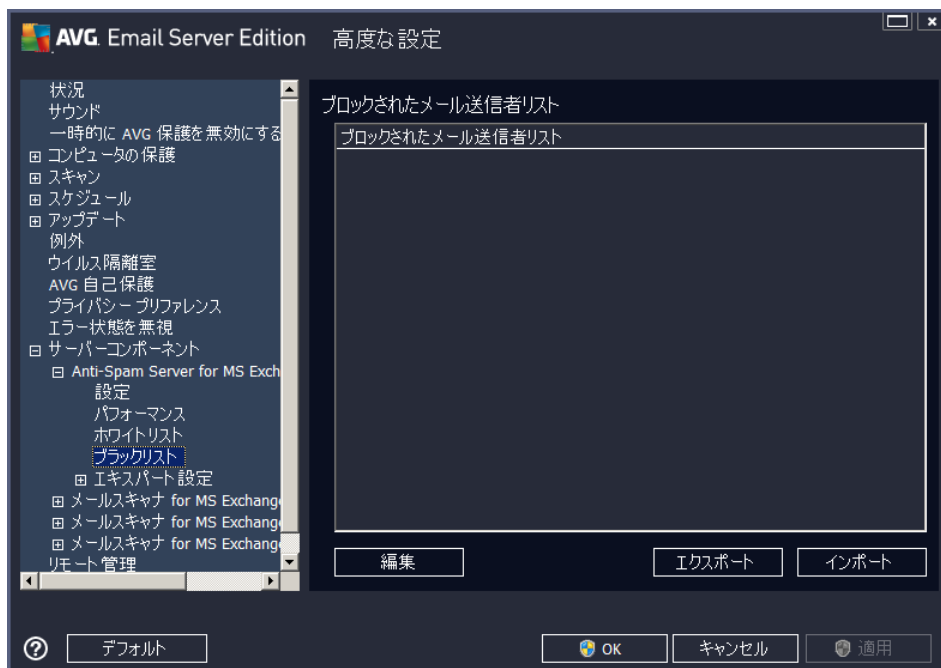 AVG. Email Server Edition 高度な設定
状況
サウンド
一時的に AVG 保護を無効にする
コンピュータの保護
スキャン
スケジュール
アップデート
例外
ウイルス隔離室
AVG 自己保護
プライバシー プリファレンス
エラー状態を無視
サーバーコンポーネント
Anti-Spam Server for MS Exch
設定
パフォーマンス
ホワイトリスト
ブラックリスト
エキスパート設定
メールスキャナ for MS Exchang
メールスキャナ for MS Exchang
メールスキャナ for MS Exchang
リモート管理
ブロックされたメール送信者リスト
ブロックされたメール送信者リスト
編集
エクスポート
インポート
デフォルト
OK
キャンセル
適用